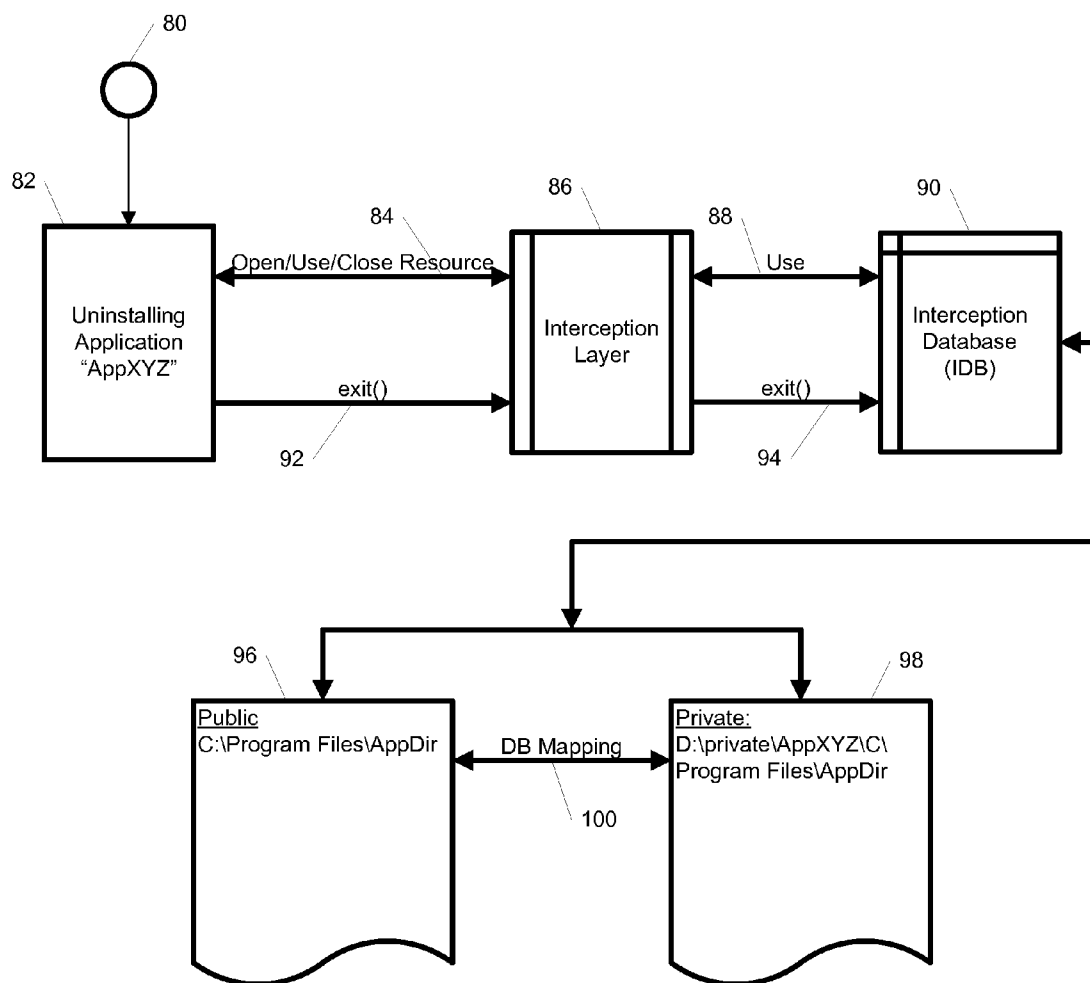 80
82
84
86
88
90
Open/Use/Close Resource
Use
Uninstalling
Application
“AppXYZ”
Interception
Layer
Interception
Database
(IDB)
exit()
exit()
92
94
96
98
Public
C:\Program Files\AppDir
DB Mapping
100
Private:
D:\private\AppXYZ\C\
Program Files\AppDir